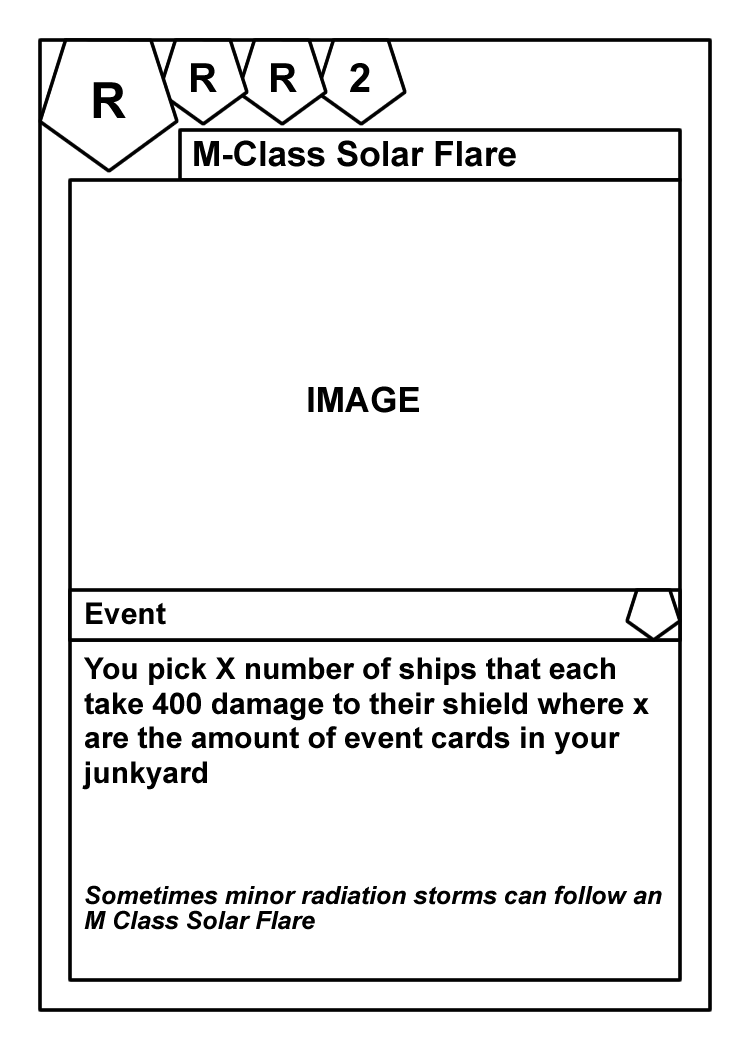 R R R 2
M-Class Solar Flare
IMAGE
Event
You pick X number of ships that each
take 400 damage to their shield where x
are the amount of event cards in your
junkyard
Sometimes minor radiation storms can follow an
M Class Solar Flare